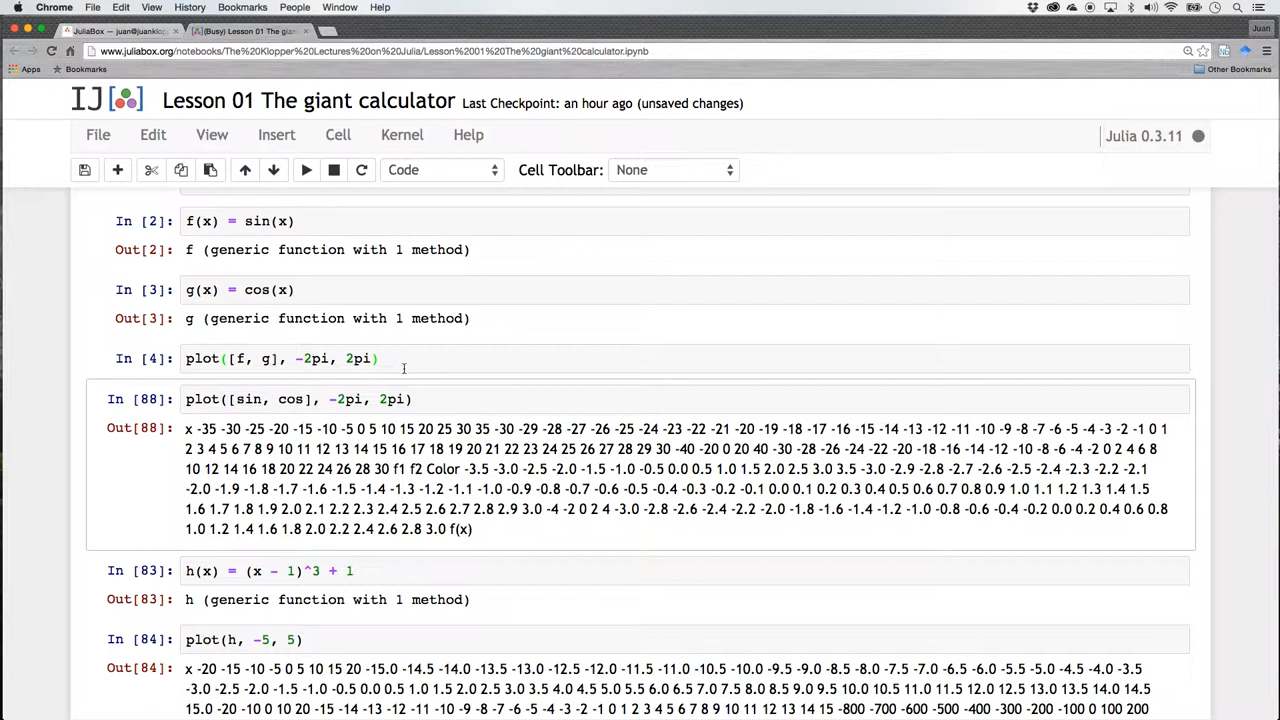 Chrome File Edit View History Bookmarks People Window Help
JuliaBox — juan@juanklopp (Busy) Lesson 01 The gian Juan
www.juliabox.org/notebooks/The%20Klopper%20Lectures%20on%20Julia/Lesson%2001%20The%20giant%20calculator.ipynb
Apps Bookmarks Other Bookmarks
IJ Lesson 01 The giant calculator Last Checkpoint: an hour ago (unsaved changes)
File Edit View Insert Cell Kernel Help Julia 0.3.11
Code Cell Toolbar: None
In [2]: f(x) = sin(x)
Out[2]: f (generic function with 1 method)
In [3]: g(x) = cos(x)
Out[3]: g (generic function with 1 method)
In [4]: plot([f, g], -2pi, 2pi)
In [88]: plot([sin, cos], -2pi, 2pi)
Out[88]: x -35 -30 -25 -20 -15 -10 -5 0 5 10 15 20 25 30 35 -30 -29 -28 -27 -26 -25 -24 -23 -22 -21 -20 -19 -18 -17 -16 -15 -14 -13 -12 -11 -10 -9 -8 -7 -6 -5 -4 -3 -2 -1 0 1
2 3 4 5 6 7 8 9 10 11 12 13 14 15 16 17 18 19 20 21 22 23 24 25 26 27 28 29 30 -40 -20 0 20 40 -30 -28 -26 -24 -22 -20 -18 -16 -14 -12 -10 -8 -6 -4 -2 0 2 4 6 8
10 12 14 16 18 20 22 24 26 28 30 f1 f2 Color -3.5 -3.0 -2.5 -2.0 -1.5 -1.0 -0.5 0.0 0.5 1.0 1.5 2.0 2.5 3.0 3.5 -3.0 -2.9 -2.8 -2.7 -2.6 -2.5 -2.4 -2.3 -2.2 -2.1
-2.0 -1.9 -1.8 -1.7 -1.6 -1.5 -1.4 -1.3 -1.2 -1.1 -1.0 -0.9 -0.8 -0.7 -0.6 -0.5 -0.4 -0.3 -0.2 -0.1 0.0 0.1 0.2 0.3 0.4 0.5 0.6 0.7 0.8 0.9 1.0 1.1 1.2 1.3 1.4 1.5
1.6 1.7 1.8 1.9 2.0 2.1 2.2 2.3 2.4 2.5 2.6 2.7 2.8 2.9 3.0 -4 -2 0 2 4 -3.0 -2.8 -2.6 -2.4 -2.2 -2.0 -1.8 -1.6 -1.4 -1.2 -1.0 -0.8 -0.6 -0.4 -0.2 0.0 0.2 0.4 0.6 0.8
1.0 1.2 1.4 1.6 1.8 2.0 2.2 2.4 2.6 2.8 3.0 f(x)
In [83]: h(x) = (x - 1)^3 + 1
Out[83]: h (generic function with 1 method)
In [84]: plot(h, -5, 5)
Out[84]: x -20 -15 -10 -5 0 5 10 15 20 -15.0 -14.5 -14.0 -13.5 -13.0 -12.5 -12.0 -11.5 -11.0 -10.5 -10.0 -9.5 -9.0 -8.5 -8.0 -7.5 -7.0 -6.5 -6.0 -5.5 -5.0 -4.5 -4.0 -3.5
-3.0 -2.5 -2.0 -1.5 -1.0 -0.5 0.0 0.5 1.0 1.5 2.0 2.5 3.0 3.5 4.0 4.5 5.0 5.5 6.0 6.5 7.0 7.5 8.0 8.5 9.0 9.5 10.0 10.5 11.0 11.5 12.0 12.5 13.0 13.5 14.0 14.5
15.0 -20 -10 0 10 20 -15 -14 -13 -12 -11 -10 -9 -8 -7 -6 -5 -4 -3 -2 -1 0 1 2 3 4 5 6 7 8 9 10 11 12 13 14 15 -800 -700 -600 -500 -400 -300 -200 -100 0 100 200